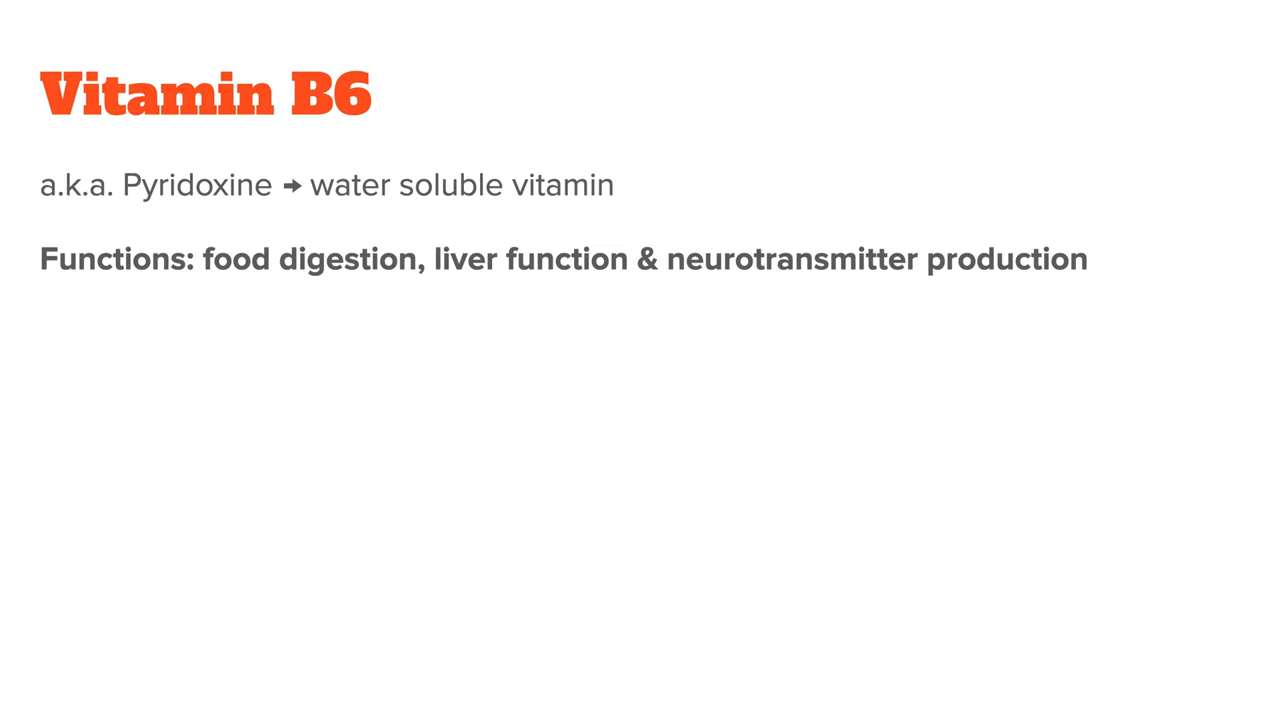 Vitamin B6
a.k.a. Pyridoxine ➜ water soluble vitamin
Functions: food digestion, liver function & neurotransmitter production